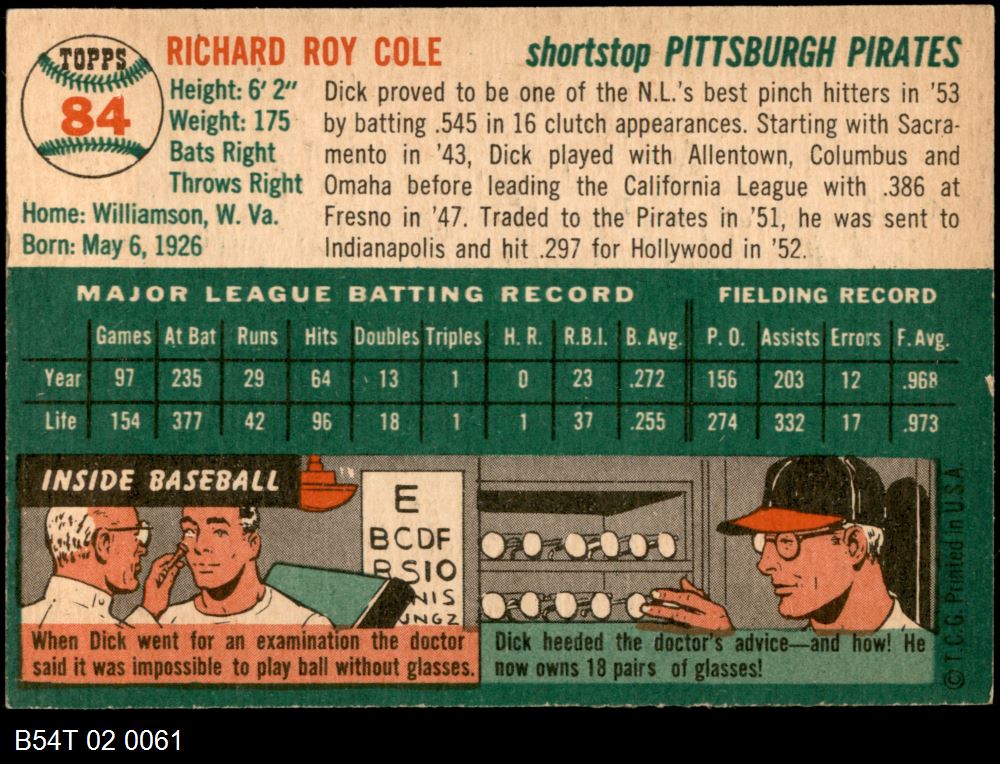 TOPPS
84
RICHARD ROY COLE
shortstop PITTSBURGH PIRATES
Height: 6' 2"
Weight: 175
Bats Right
Throws Right
Home: Williamson, W. Va.
Born: May 6, 1926
Dick proved to be one of the N.L.'s best pinch hitters in '53
by batting .545 in 16 clutch appearances. Starting with Sacra-
mento in '43, Dick played with Allentown, Columbus and
Omaha before leading the California League with .386 at
Fresno in '47. Traded to the Pirates in '51, he was sent to
Indianapolis and hit .297 for Hollywood in '52.
MAJOR LEAGUE BATTING RECORD FIELDING RECORD
Games At Bat Runs Hits Doubles Triples H. R. R.B.I. B. Avg. P. O. Assists Errors F. Avg.
Year 97 235 29 64 13 1 0 23 .272 156 203 12 .968
Life 154 377 42 96 18 1 1 37 .255 274 332 17 .973
INSIDE BASEBALL
E
BCDF
BSIO
NIS
UNGZ
When Dick went for an examination the doctor
said it was impossible to play ball without glasses.
Dick heeded the doctor's advice—and how! He
now owns 18 pairs of glasses!
© T.C.G. Printed in U.S.A.
B54T 02 0061